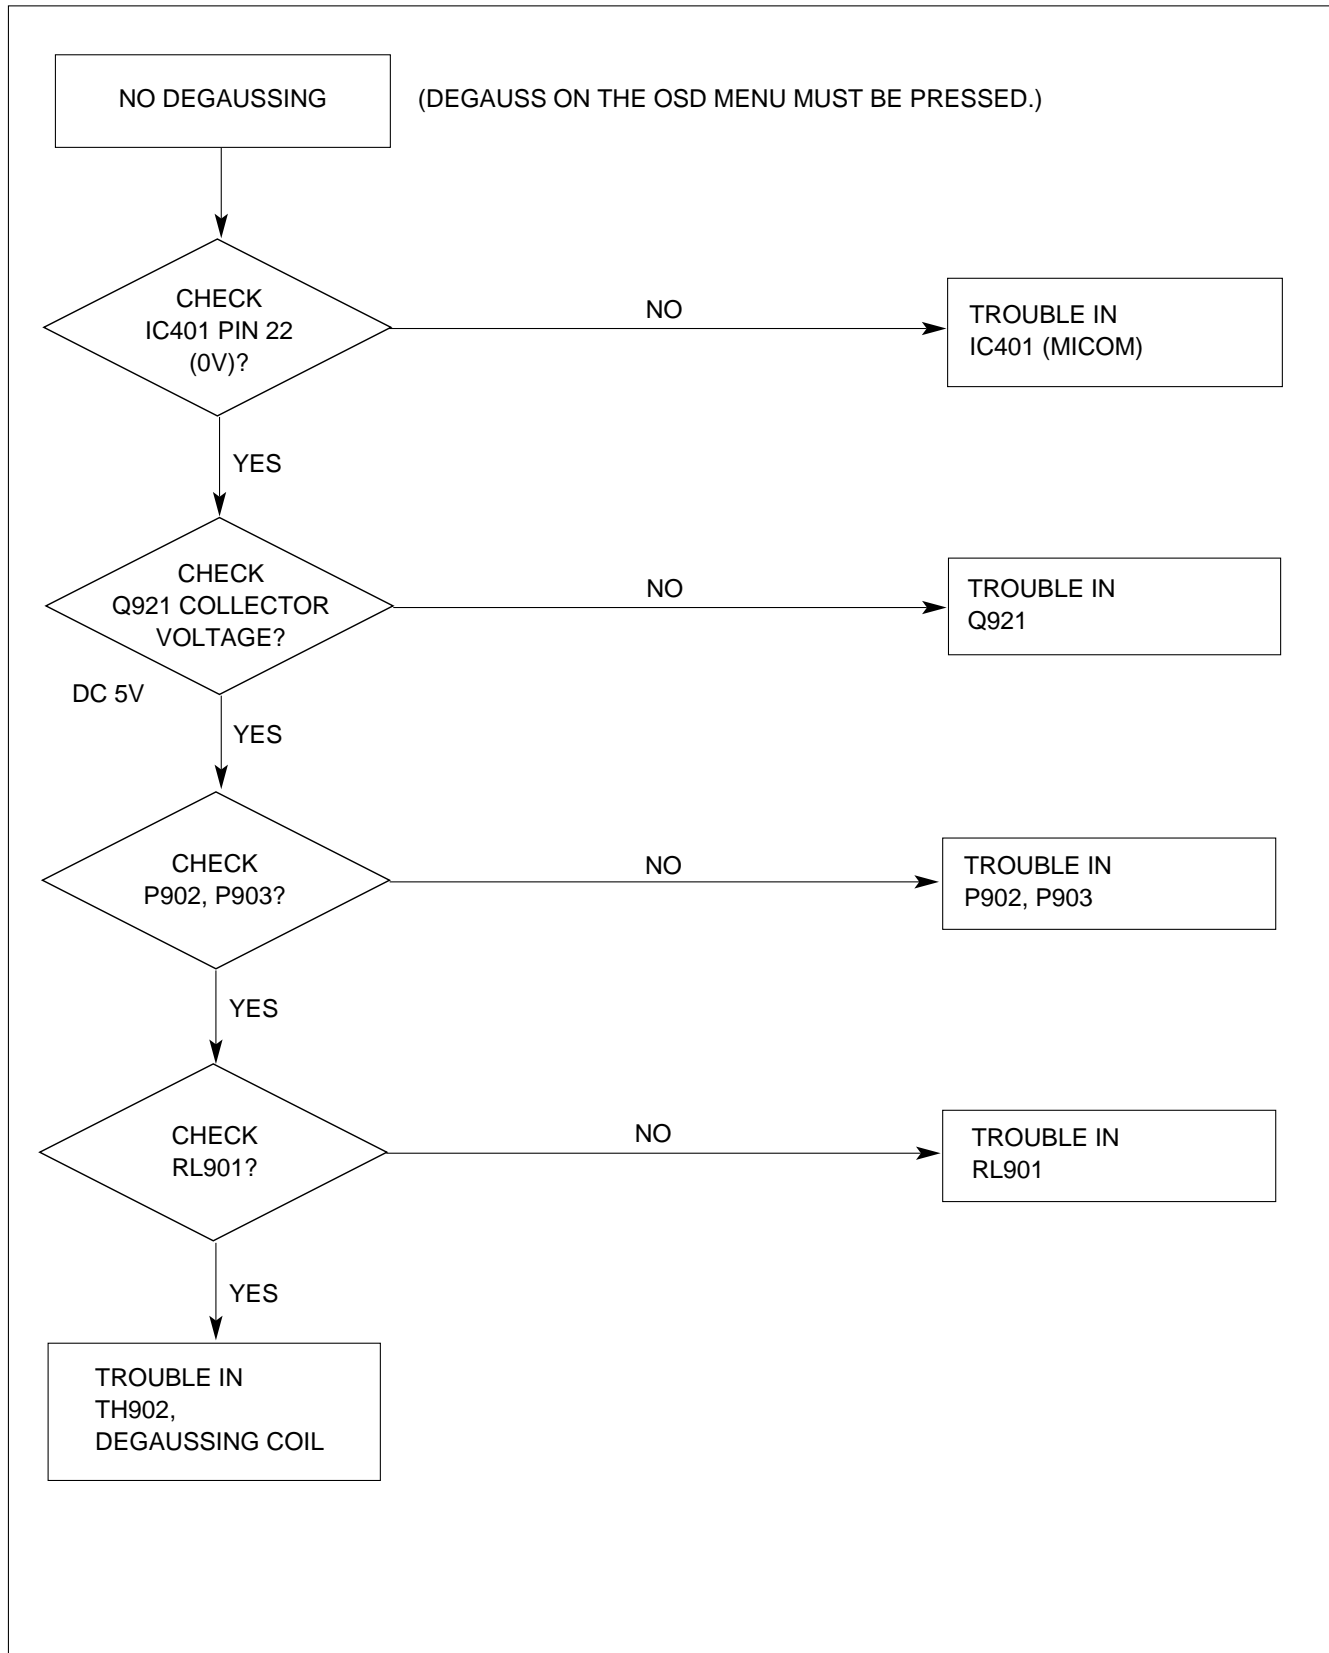 NO DEGAUSSING
(DEGAUSS ON THE OSD MENU MUST BE PRESSED.)
CHECK
IC401 PIN 22
(0V)?
NO
TROUBLE IN
IC401 (MICOM)
YES
CHECK
Q921 COLLECTOR
VOLTAGE?
NO
TROUBLE IN
Q921
DC 5V
YES
CHECK
P902, P903?
NO
TROUBLE IN
P902, P903
YES
CHECK
RL901?
NO
TROUBLE IN
RL901
YES
TROUBLE IN
TH902,
DEGAUSSING COIL